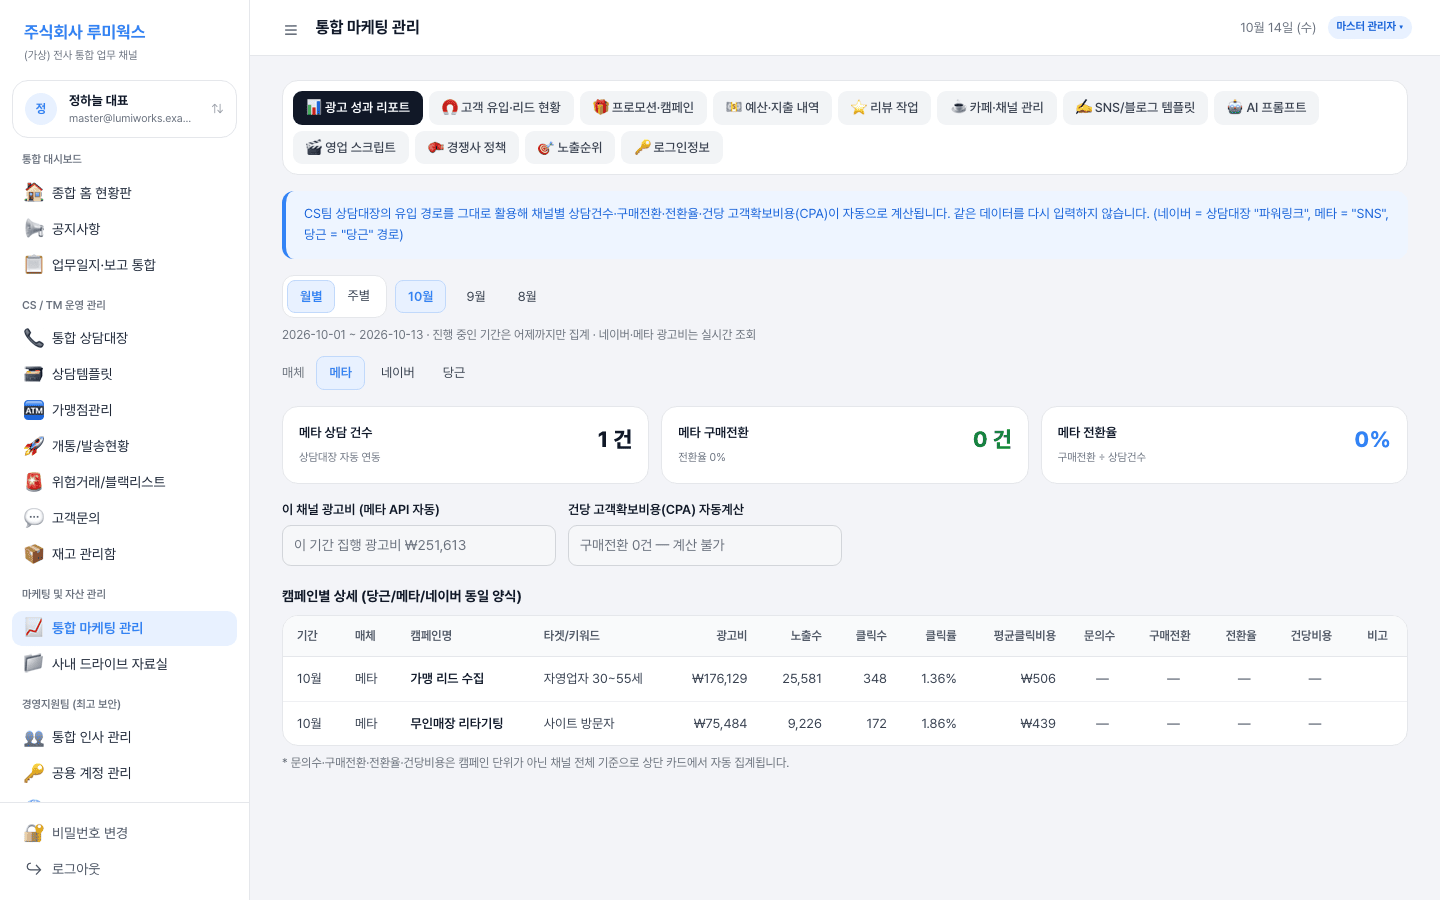 주식회사 루미웍스
(가상) 전사 통합 업무 채널
정
정하늘 대표
master@lumiworks.exa...
통합 대시보드
종합 홈 현황판
공지사항
업무일지·보고 통합
CS / TM 운영 관리
통합 상담대장
상담템플릿
가맹점관리
개통/발송현황
위험거래/블랙리스트
고객문의
재고 관리함
마케팅 및 자산 관리
통합 마케팅 관리
사내 드라이브 자료실
경영지원팀 (최고 보안)
통합 인사 관리
공용 계정 관리
비밀번호 변경
로그아웃
통합 마케팅 관리
10월 14일 (수)
마스터 관리자
광고 성과 리포트
고객 유입·리드 현황
프로모션·캠페인
예산·지출 내역
리뷰 작업
카페·채널 관리
SNS/블로그 템플릿
AI 프롬프트
영업 스크립트
경쟁사 정책
노출순위
로그인정보
CS팀 상담대장의 유입 경로를 그대로 활용해 채널별 상담건수·구매전환·전환율·건당 고객확보비용(CPA)이 자동으로 계산됩니다. 같은 데이터를 다시 입력하지 않습니다. (네이버 = 상담대장 "파워링크", 메타 = "SNS",
당근 = "당근" 경로)
월별 주별 10월 9월 8월
2026-10-01 ~ 2026-10-13 · 진행 중인 기간은 어제까지만 집계 · 네이버·메타 광고비는 실시간 조회
매체 메타 네이버 당근
메타 상담 건수
상담대장 자동 연동
1 건
메타 구매전환
전환율 0%
0 건
메타 전환율
구매전환 ÷ 상담건수
0%
이 채널 광고비 (메타 API 자동)
이 기간 집행 광고비 ₩251,613
건당 고객확보비용(CPA) 자동계산
구매전환 0건 — 계산 불가
캠페인별 상세 (당근/메타/네이버 동일 양식)
기간 매체 캠페인명 타겟/키워드 광고비 노출수 클릭수 클릭률 평균클릭비용 문의수 구매전환 전환율 건당비용 비고
10월 메타 가맹 리드 수집 자영업자 30~55세 ₩176,129 25,581 348 1.36% ₩506 — — — —
10월 메타 무인매장 리타기팅 사이트 방문자 ₩75,484 9,226 172 1.86% ₩439 — — — —
* 문의수·구매전환·전환율·건당비용은 캠페인 단위가 아닌 채널 전체 기준으로 상단 카드에서 자동 집계됩니다.